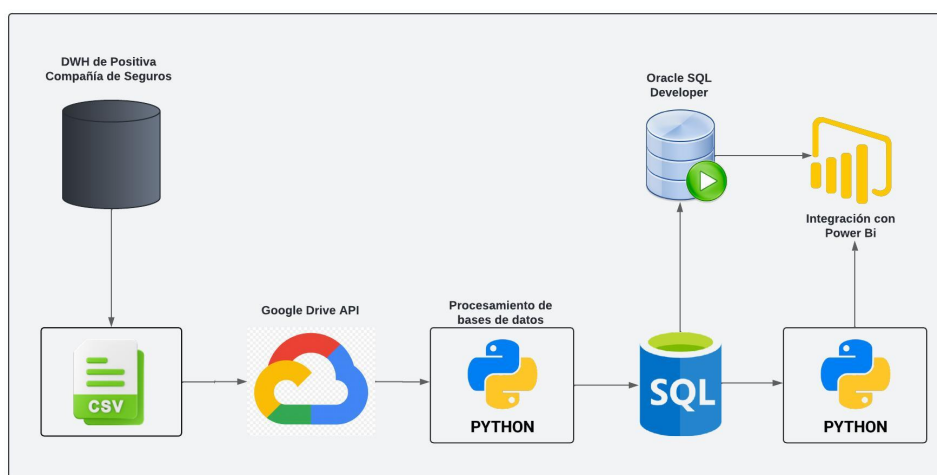 DWH de Positiva
Compañía de Seguros
Oracle SQL
Developer
Integración con
Power Bi
Google Drive API
Procesamiento de
bases de datos
CSV
PYTHON
SQL
PYTHON